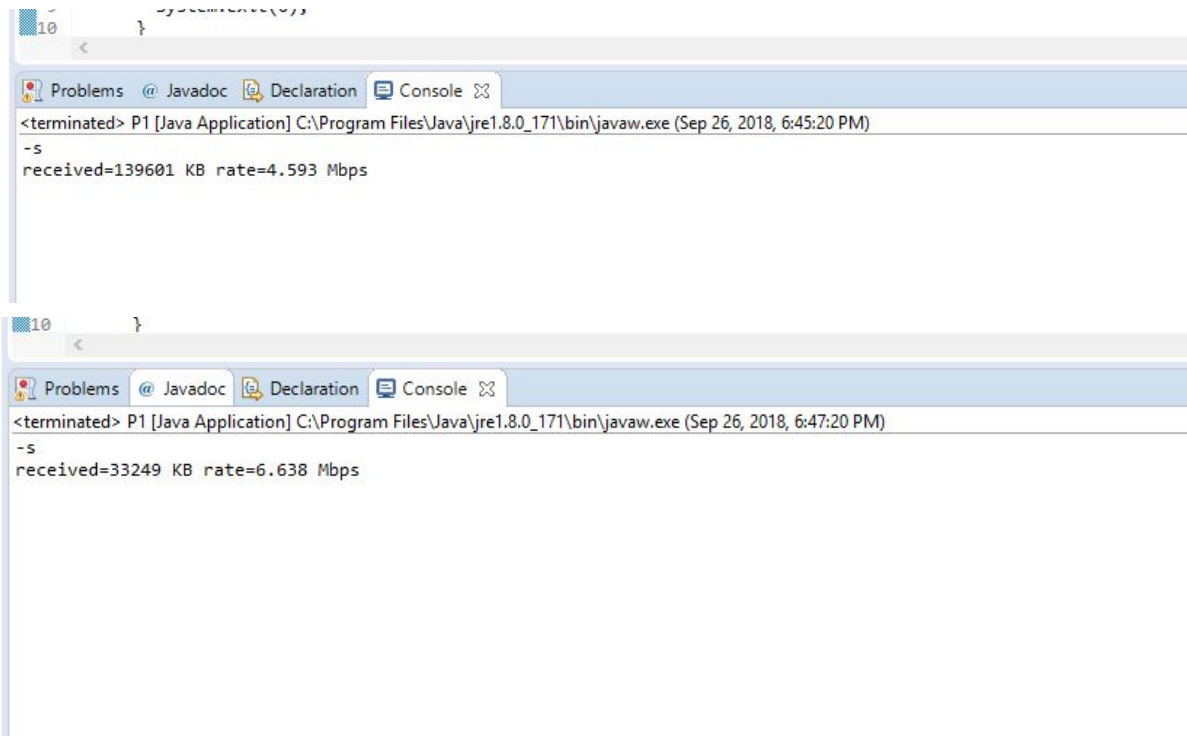 10 }
<
Problems @ Javadoc Declaration Console
<terminated> P1 [Java Application] C:\Program Files\Java\jre1.8.0_171\bin\javaw.exe (Sep 26, 2018, 6:45:20 PM)
-s
received=139601 KB rate=4.593 Mbps
10 }
<
Problems @ Javadoc Declaration Console
<terminated> P1 [Java Application] C:\Program Files\Java\jre1.8.0_171\bin\javaw.exe (Sep 26, 2018, 6:47:20 PM)
-s
received=33249 KB rate=6.638 Mbps